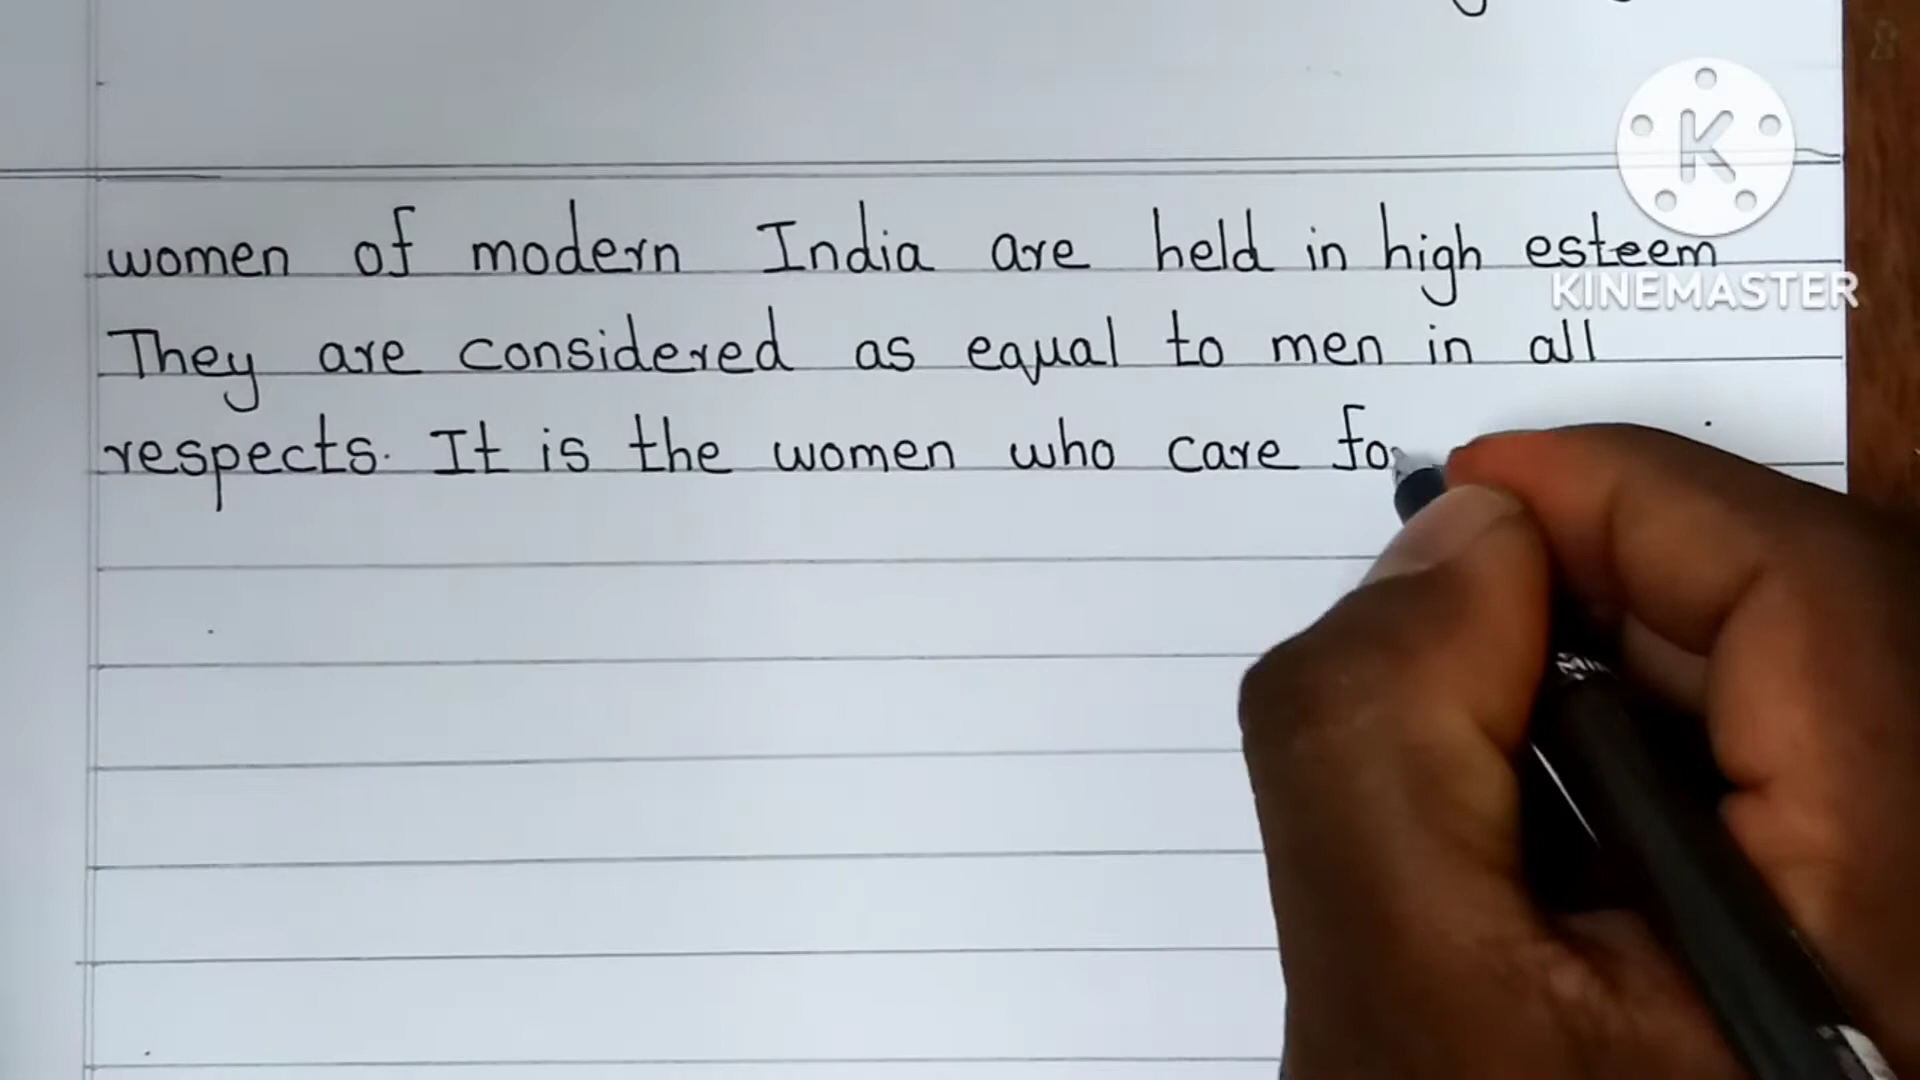 K
women of modern India are held in high esteem
KINEMASTER
They are considered as equal to men in all
respects. It is the women who care fo